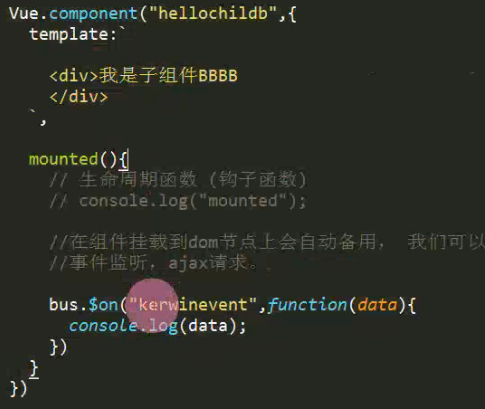 Vue.component("hellochildb",{
template:`
<div>我是子组件BBBB
</div>
`,
mounted(){
// 生命周期函数 (钩子函数)
// console.log("mounted");
//在组件挂载到dom节点上会自动备用， 我们可以
//事件监听，ajax请求。
bus.$on("kerwinevent",function(data){
console.log(data);
})
}
})